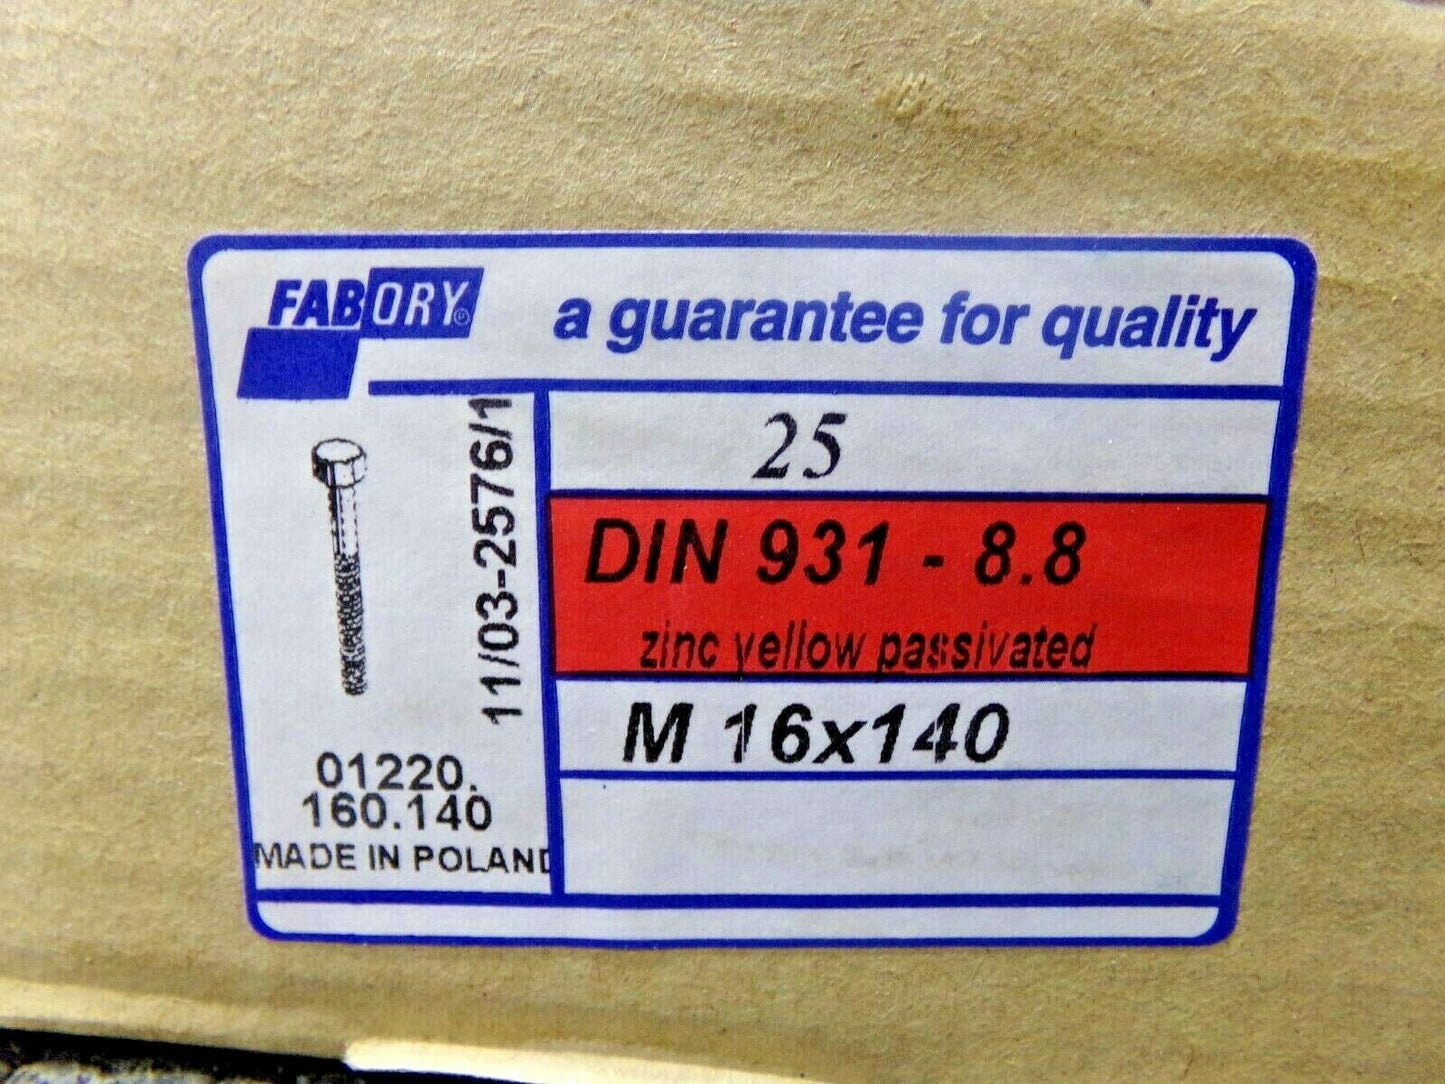 FABORY
a guarantee for quality
11/03-2576/1
25
DIN 931 - 8.8
zinc yellow passivated
M 16x140
01220.
160.140
MADE IN POLAND